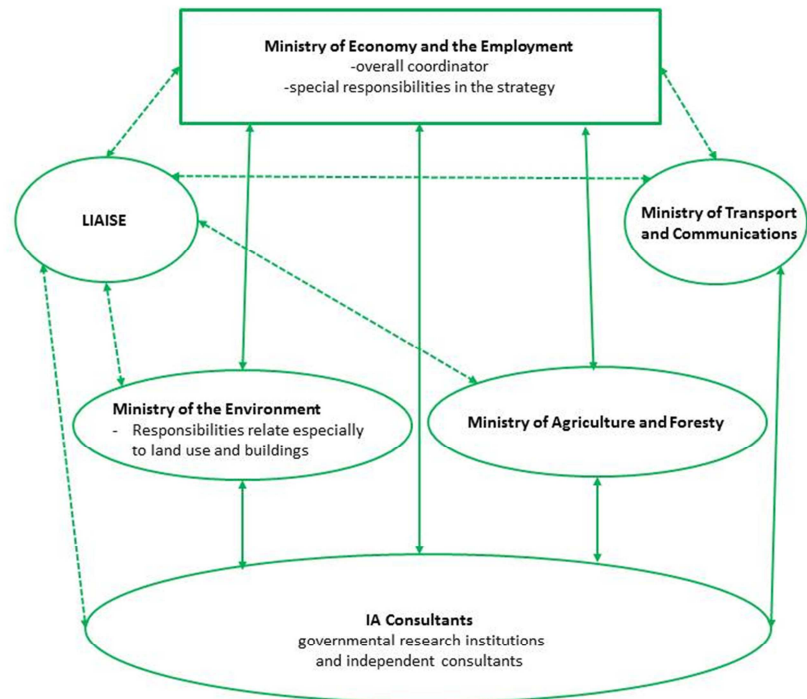 Ministry of Economy and the Employment
-overall coordinator
-special responsibilities in the strategy
LIAISE
Ministry of Transport
and Communications
Ministry of the Environment
- Responsibilities relate especially
to land use and buildings
Ministry of Agriculture and Foresty
IA Consultants
governmental research institutions
and independent consultants